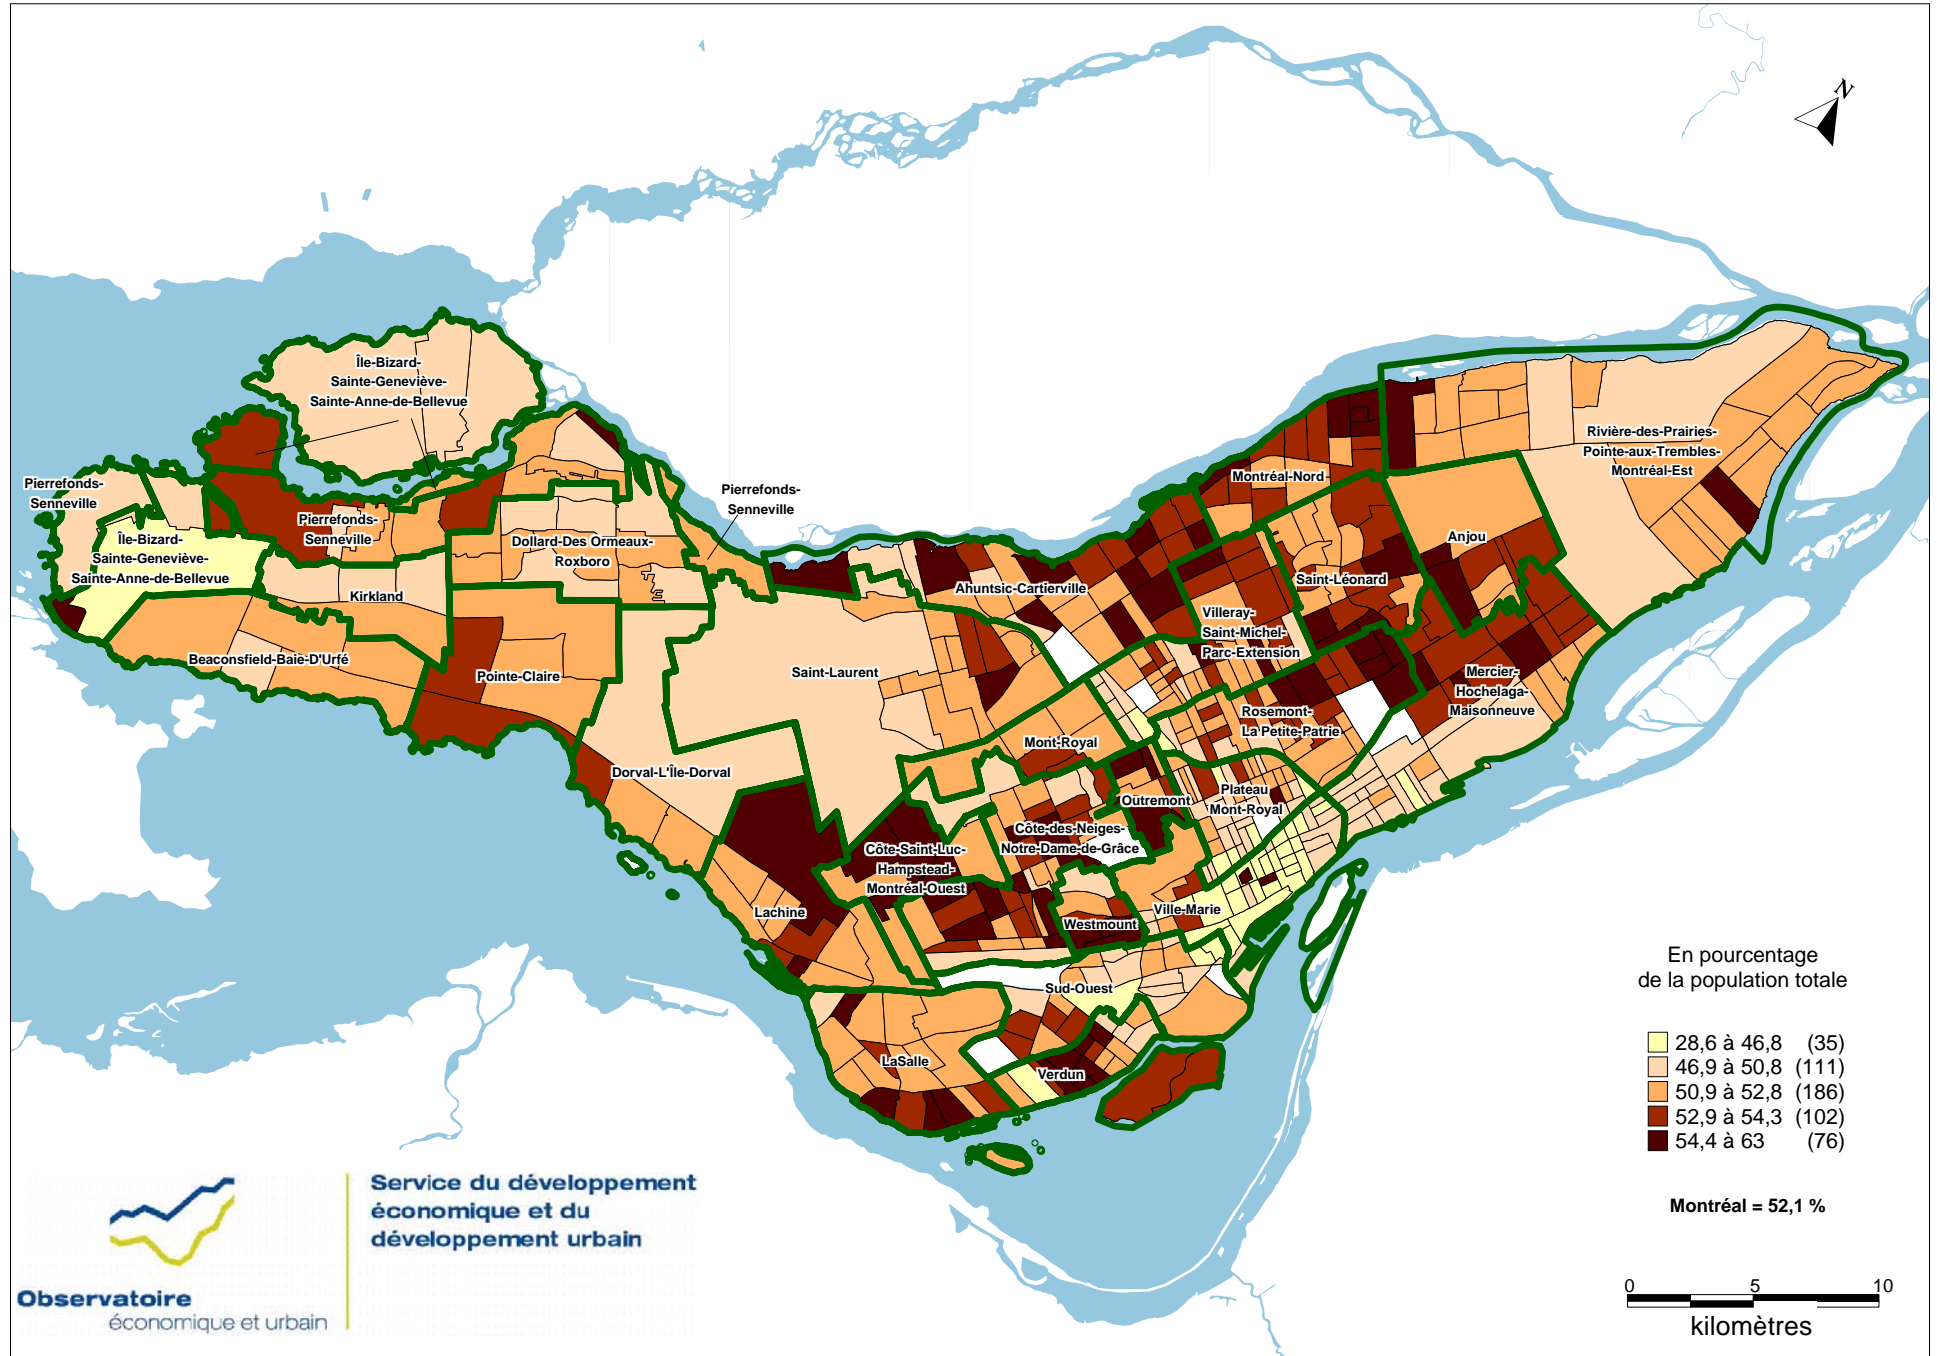 N
Île-Bizard-
Sainte-Geneviève-
Sainte-Anne-de-Bellevue
Pierrefonds-
Senneville
Île-Bizard-
Sainte-Geneviève-
Sainte-Anne-de-Bellevue
Pierrefonds-
Senneville
Dollard-Des Ormeaux-
Roxboro
Pierrefonds-
Senneville
Kirkland
Beaconsfield-Baie-D'Urfé
Pointe-Claire
Dorval-L'Île-Dorval
Saint-Laurent
Ahuntsic-Cartierville
Montréal-Nord
Rivière-des-Prairies-
Pointe-aux-Trembles-
Montréal-Est
Anjou
Saint-Léonard
Villeray-
Saint-Michel-
Parc-Extension
Mercier-
Hochelaga-
Maisonneuve
Rosemont-
La Petite-Patrie
Mont-Royal
Outremont
Plateau
Mont-Royal
Côte-des-Neiges-
Notre-Dame-de-Grâce
Côte-Saint-Luc-
Hampstead-
Montréal-Ouest
Lachine
Westmount
Ville-Marie
Sud-Ouest
LaSalle
Verdun
En pourcentage
de la population totale
28,6 à 46,8 (35)
46,9 à 50,8 (111)
50,9 à 52,8 (186)
52,9 à 54,3 (102)
54,4 à 63 (76)
Montréal = 52,1 %
0 5 10
kilomètres
Service du développement
économique et du
développement urbain
Observatoire
économique et urbain